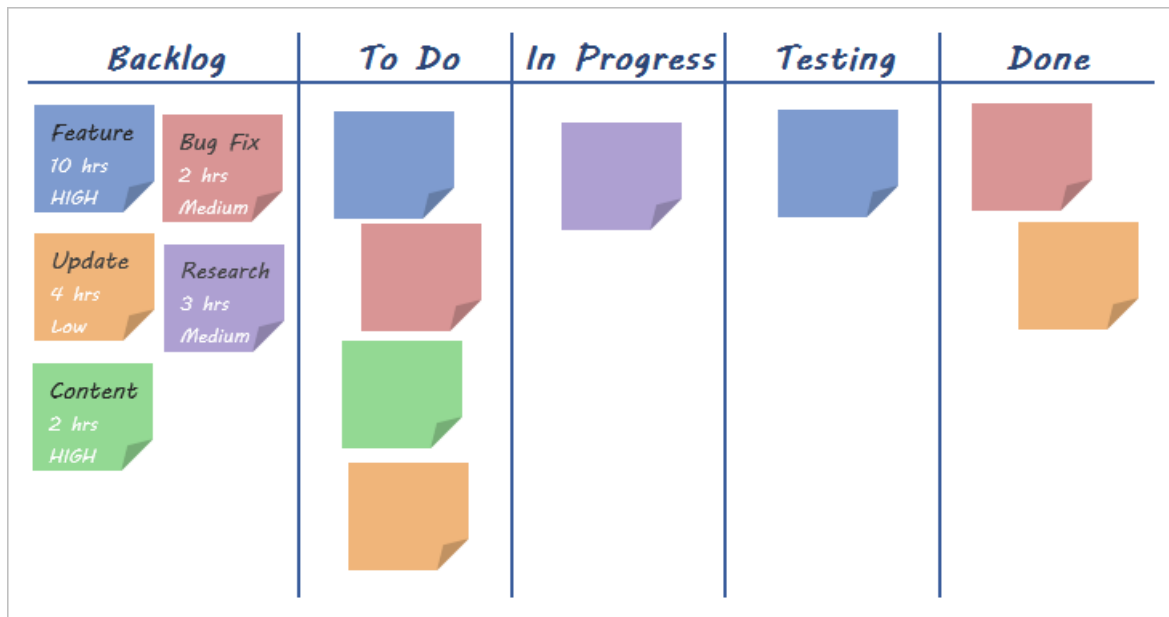 Backlog
To Do
In Progress
Testing
Done
Feature
10 hrs
HIGH
Bug Fix
2 hrs
Medium
Update
4 hrs
Low
Research
3 hrs
Medium
Content
2 hrs
HIGH